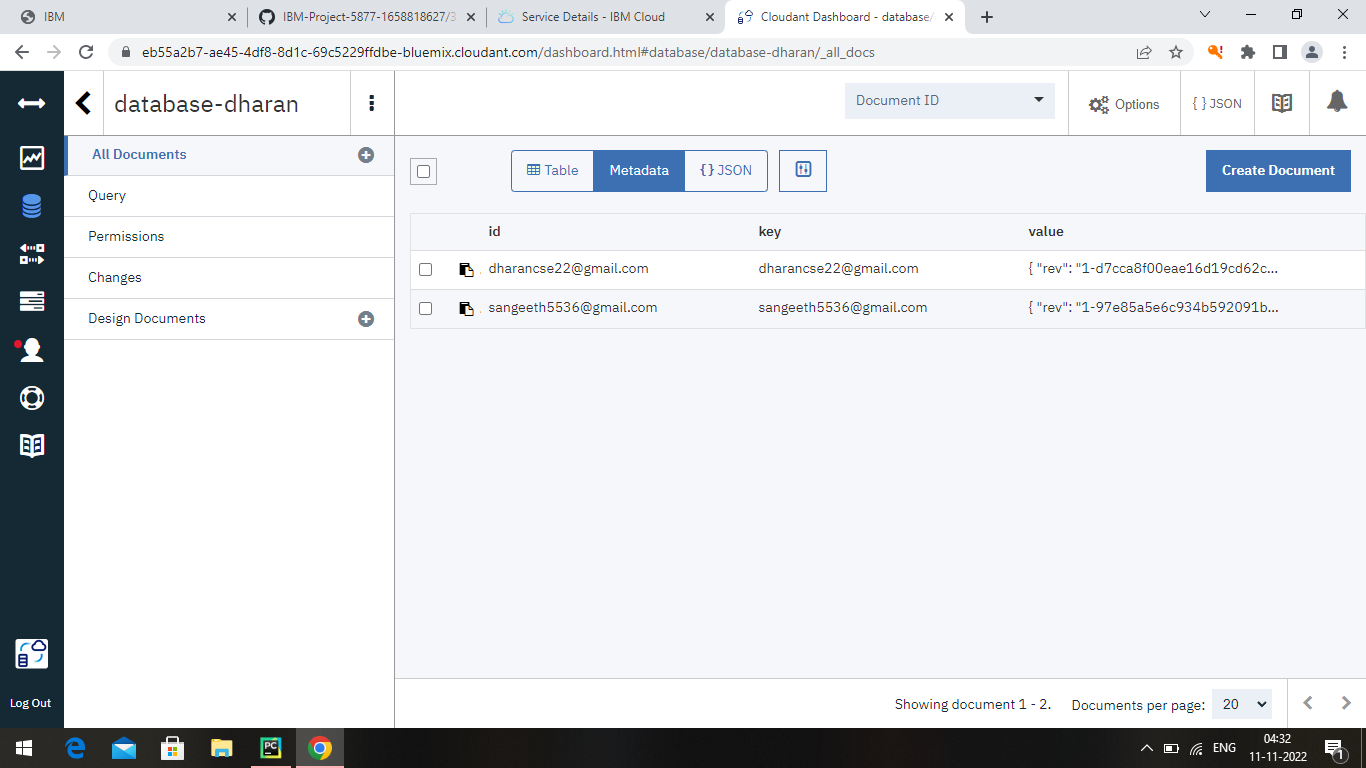 IBM
IBM-Project-5877-1658818627/3
Service Details - IBM Cloud
Cloudant Dashboard - database/
eb55a2b7-ae45-4df8-8d1c-69c5229ffdbe-bluemix.cloudant.com/dashboard.html#database/database-dharan/_all_docs
database-dharan
Document ID
Options
{ } JSON
All Documents
Query
Permissions
Changes
Design Documents
Table
Metadata
{ } JSON
Create Document
id key value
dharancse22@gmail.com dharancse22@gmail.com { "rev": "1-d7cca8f00eae16d19cd62c...
sangeeth5536@gmail.com sangeeth5536@gmail.com { "rev": "1-97e85a5e6c934b592091b...
Log Out
Showing document 1 - 2. Documents per page: 20
PC
ENG
04:32
11-11-2022
1